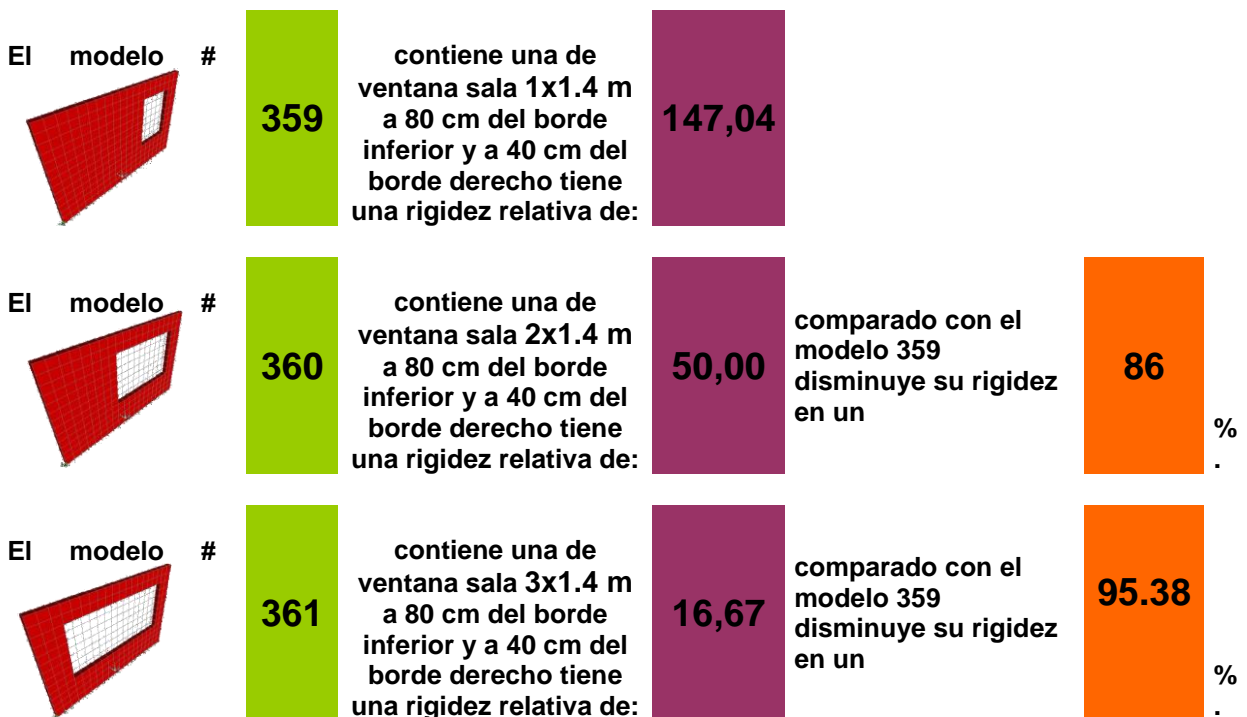 El modelo #
359
contiene una de
ventana sala 1x1.4 m
a 80 cm del borde
inferior y a 40 cm del
borde derecho tiene
una rigidez relativa de:
147,04
El modelo #
360
contiene una de
ventana sala 2x1.4 m
a 80 cm del borde
inferior y a 40 cm del
borde derecho tiene
una rigidez relativa de:
50,00
comparado con el
modelo 359
disminuye su rigidez
en un
86
%
.
El modelo #
361
contiene una de
ventana sala 3x1.4 m
a 80 cm del borde
inferior y a 40 cm del
borde derecho tiene
una rigidez relativa de:
16,67
comparado con el
modelo 359
disminuye su rigidez
en un
95.38
%
.